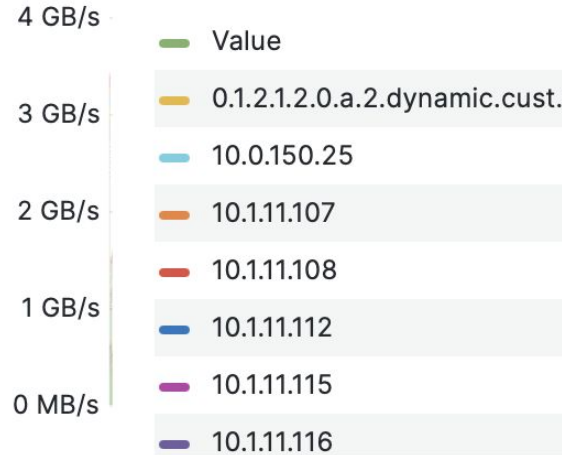 4 GB/s
3 GB/s
2 GB/s
1 GB/s
0 MB/s
Value
0.1.2.1.2.0.a.2.dynamic.cust.
10.0.150.25
10.1.11.107
10.1.11.108
10.1.11.112
10.1.11.115
10.1.11.116